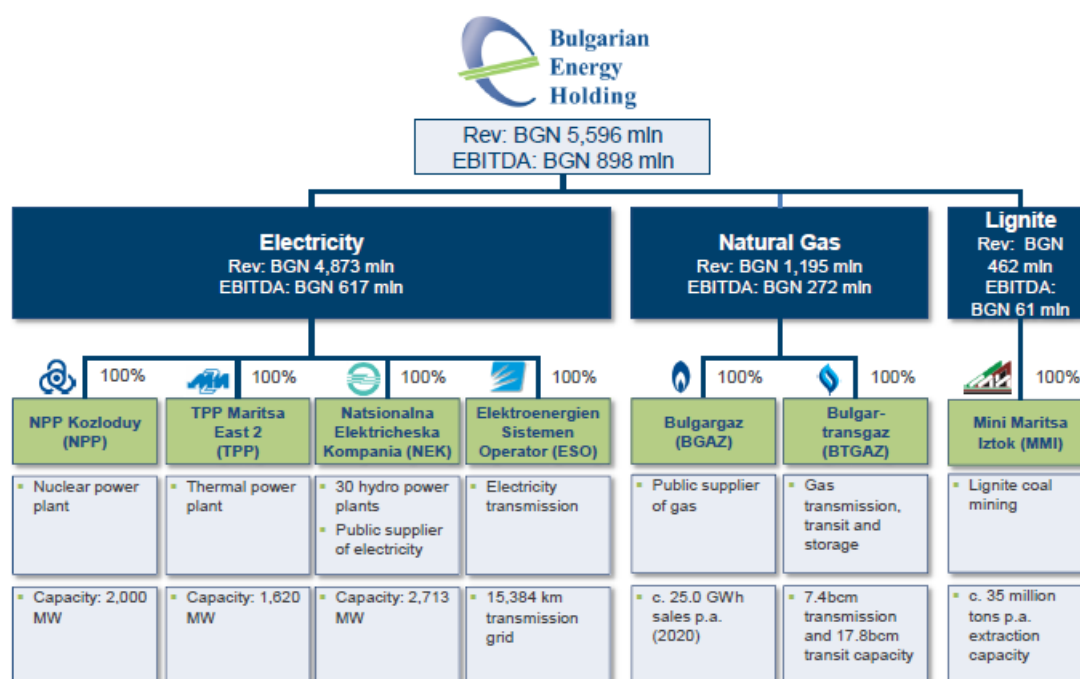 Bulgarian
Energy
Holding
Rev: BGN 5,596 mln
EBITDA: BGN 898 mln
Electricity
Rev: BGN 4,873 mln
EBITDA: BGN 617 mln
Natural Gas
Rev: BGN 1,195 mln
EBITDA: BGN 272 mln
Lignite
Rev: BGN
462 mln
EBITDA:
BGN 61 mln
100%
NPP Kozloduy
(NPP)
Nuclear power
plant
Capacity: 2,000
MW
100%
TPP Maritsa
East 2
(TPP)
Thermal power
plant
Capacity: 1,620
MW
100%
Natsionalna
Elektricheska
Kompania (NEK)
30 hydro power
plants
Public supplier
of electricity
Capacity: 2,713
MW
100%
Elektroenergien
Sistemen
Operator (ESO)
Electricity
transmission
15,384 km
transmission
grid
100%
Bulgargaz
(BGAZ)
Public supplier
of gas
c. 25.0 GWh
sales p.a.
(2020)
100%
Bulgar-
transgaz
(BTGAZ)
Gas
transmission,
transit and
storage
7.4bcm
transmission
and 17.8bcm
transit capacity
100%
Mini Maritsa
Iztok (MMI)
Lignite coal
mining
c. 35 million
tons p.a.
extraction
capacity